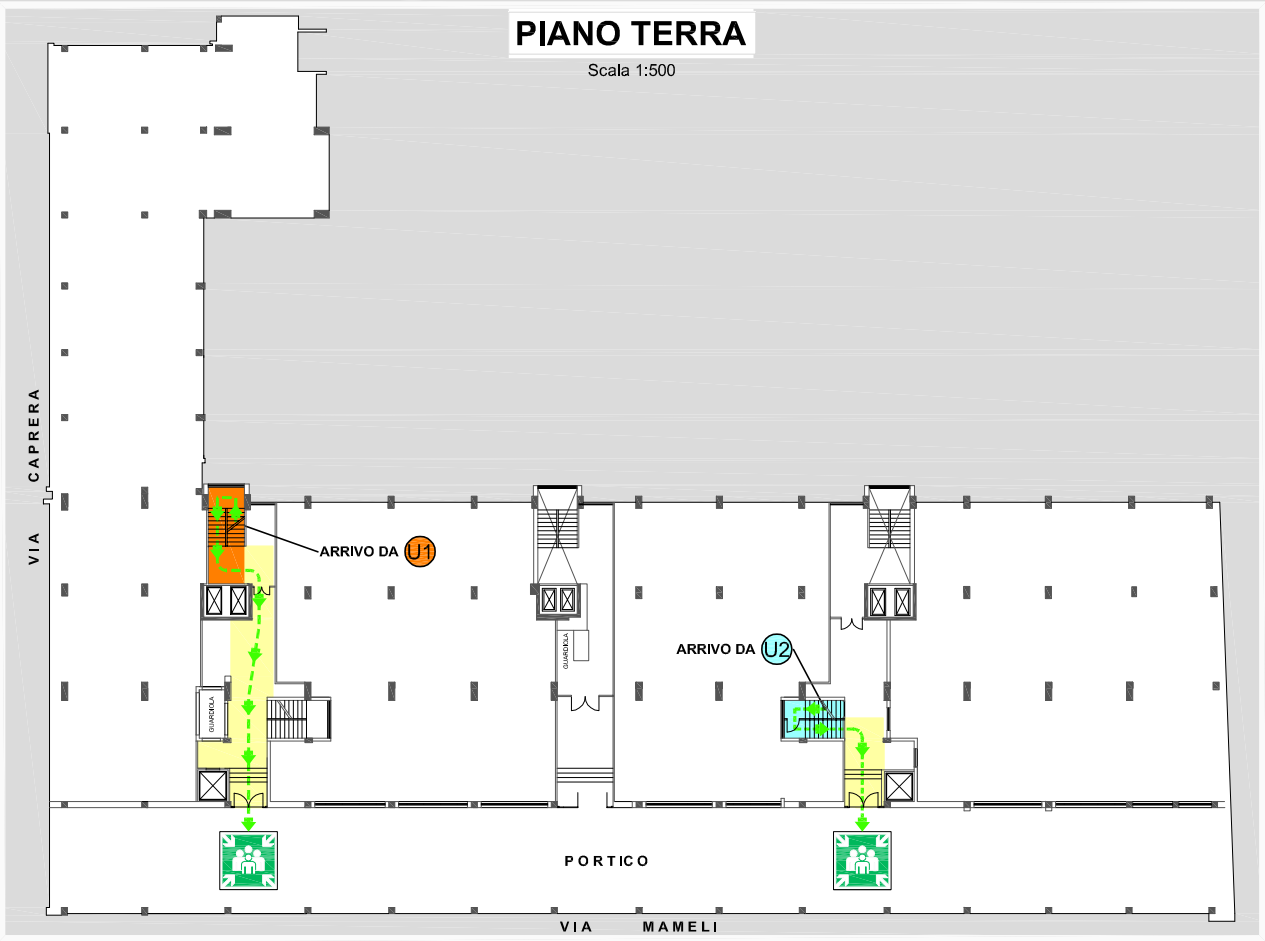 PIANO TERRA
Scala 1:500
VIA CAPRERA
ARRIVO DA U1
GUARDIOLA
ARRIVO DA U2
GUARDIOLA
PORTICO
VIA MAMELI